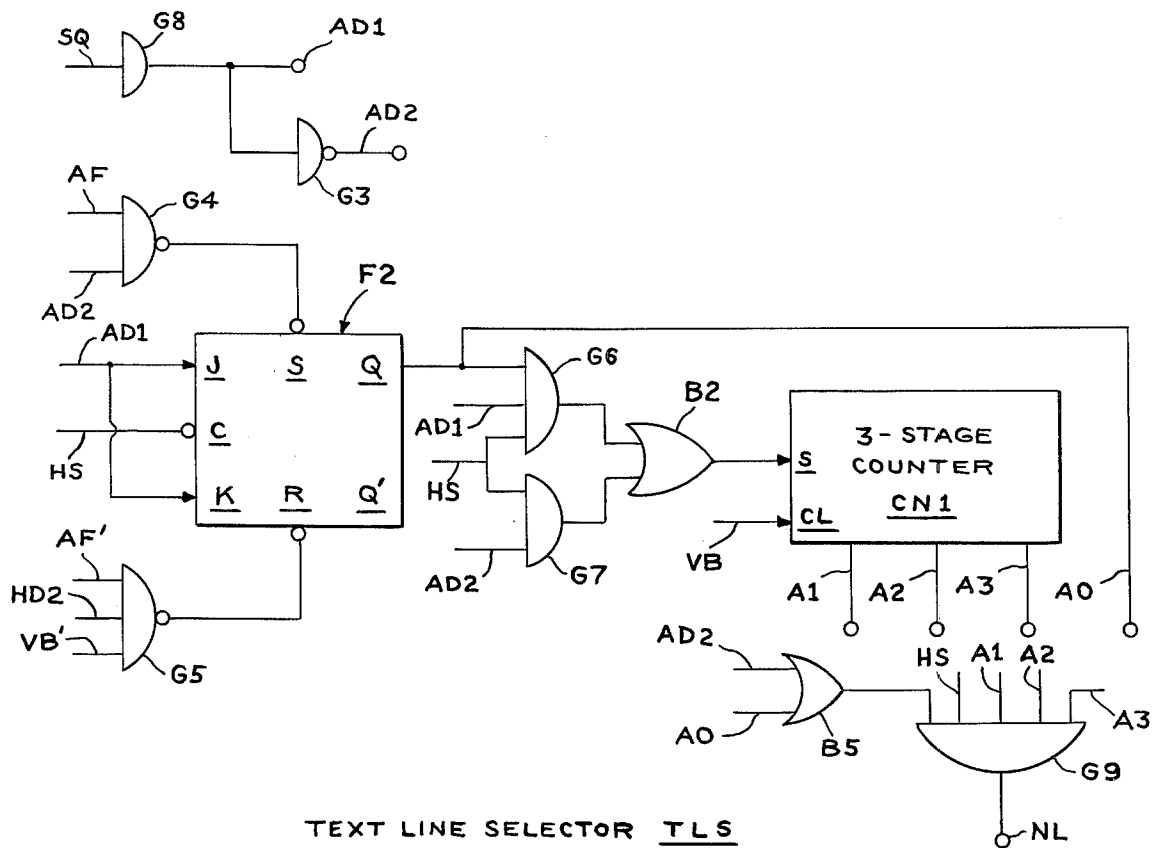 G8
SQ
AD1
AD2
G3
AF
G4
AD2
F2
AD1
J
S
Q
G6
C
HS
AD1
B2
3-STAGE
COUNTER
CN1
S
CL
K
R
Q'
HS
VB
AD2
G7
AF'
HD2
VB'
G5
A1
A2
A3
A0
AD2
A0
B5
HS
A1
A2
A3
G9
NL
TEXT LINE SELECTOR TLS